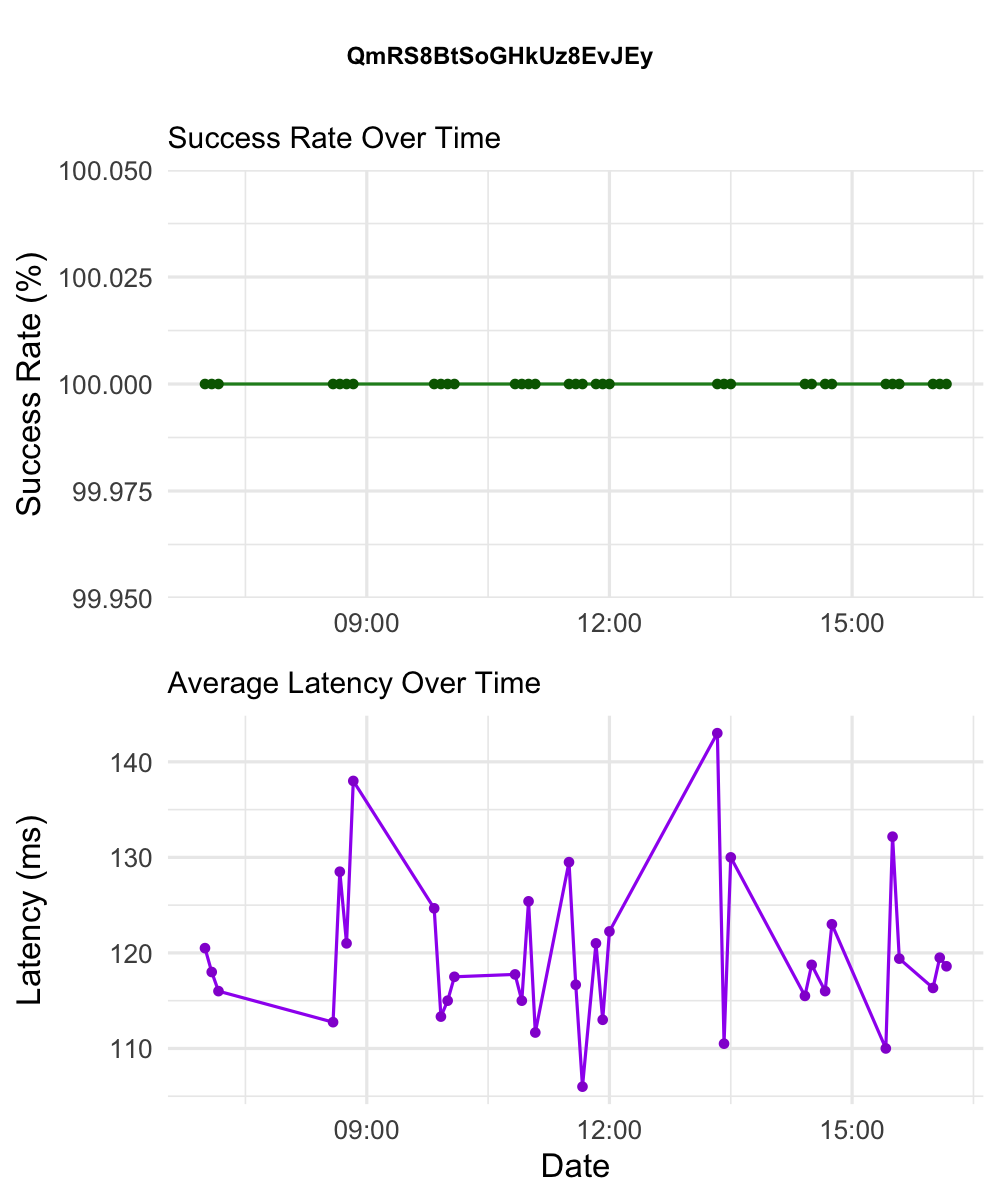 QmRS8BtSoGHkUz8EvJEy
Success Rate Over Time
Success Rate (%)
100.050
100.025
100.000
99.975
99.950
09:00 12:00 15:00
Average Latency Over Time
Latency (ms)
140
130
120
110
09:00 12:00 15:00
Date